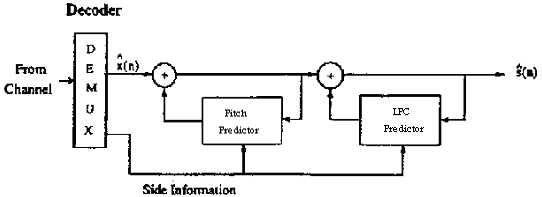 Decoder
From
Channel
D
E
M
U
X
x̂(n)
+
+
ŝ(n)
Pitch
Predictor
LPC
Predictor
Side Information